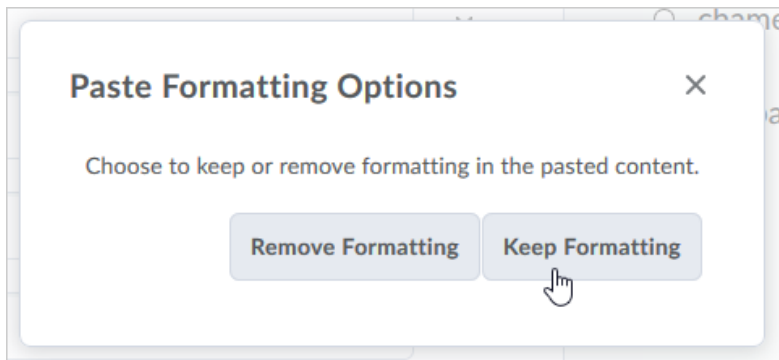 Paste Formatting Options
Choose to keep or remove formatting in the pasted content.
Remove Formatting
Keep Formatting